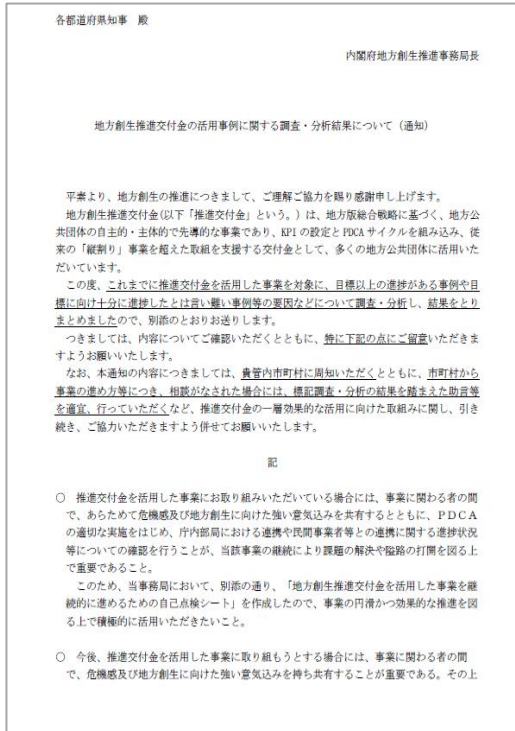 各都道府県知事　殿
内閣府地方創生推進事務局長
地方創生推進交付金の活用事例に関する調査・分析結果について（通知）
平素より、地方創生の推進につきまして、ご理解ご協力を賜り感謝申し上げます。
地方創生推進交付金(以下「推進交付金」という。)は、地方版総合戦略に基づく、地方公
共団体の自主的・主体的で先導的な事業であり、KPIの設定とPDCAサイクルを組み込み、従
来の「縦割り」事業を超えた取組を支援する交付金として、多くの地方公共団体に活用いた
だいています。
この度、これまでに推進交付金を活用した事業を対象に、目標以上の進捗がある事例や目
標に向け十分に進捗したとは言い難い事例等の要因などについて調査・分析し、結果をとり
まとめましたので、別添のとおりお送りします。
つきましては、内容についてご確認いただくとともに、特に下記の点にご留意いただきま
すようお願いいたします。
なお、本通知の内容につきましては、貴管内市町村に周知いただくとともに、市町村から
事業の進め方等につき、相談がなされた場合には、標記調査・分析の結果を踏まえた助言等
を適宜、行っていただくなど、推進交付金の一層効果的な活用に向けた取組みに関し、引き
続き、ご協力いただきますよう併せてお願いいたします。
記
○　推進交付金を活用した事業にお取り組みいただいている場合には、事業に関わる者の間
で、あらためて危機感及び地方創生に向けた強い意気込みを共有するとともに、ＰＤＣＡ
の適切な実施をはじめ、庁内部局における連携や民間事業者等との連携に関する進捗状況
等についての確認を行うことが、当該事業の継続により課題の解決や隘路の打開を図る上
で重要であること。
このため、当事務局において、別添の通り、「地方創生推進交付金を活用した事業を継
続的に進めるための自己点検シート」を作成したので、事業の円滑かつ効果的な推進を図
る上で積極的に活用いただきたいこと。
○　今後、推進交付金を活用した事業に取り組もうとする場合には、事業に関わる者の間
で、危機感及び地方創生に向けた強い意気込みを持ち共有することが重要である。その上